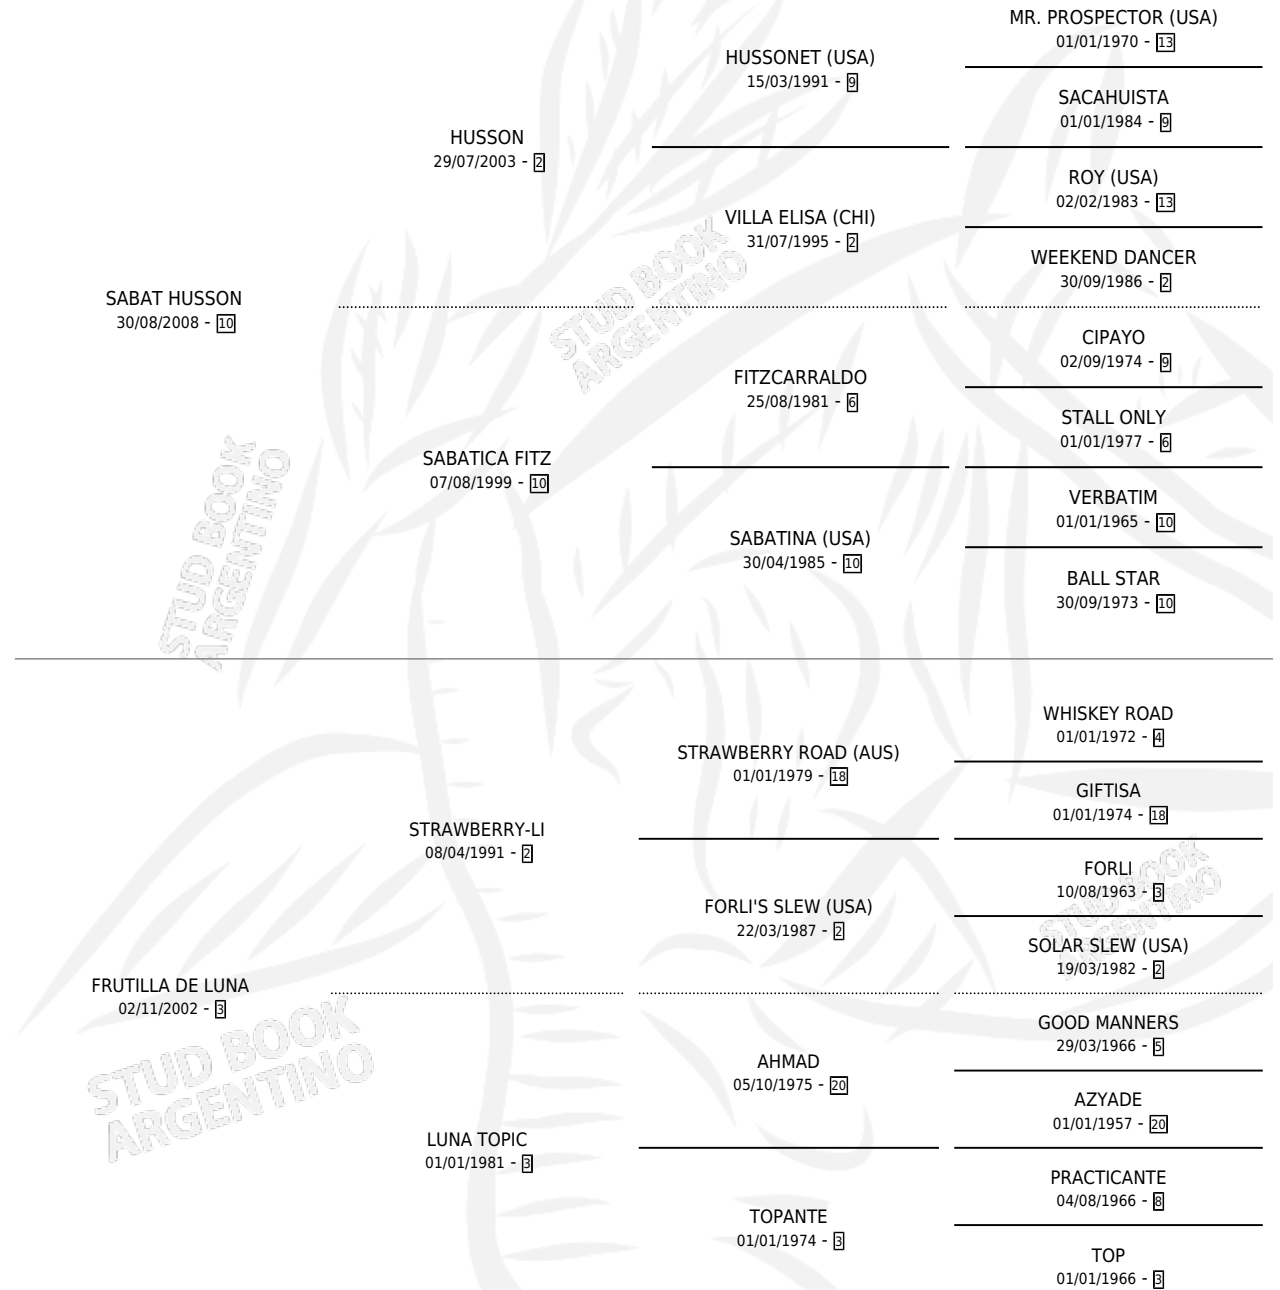 MR. PROSPECTOR (USA)
01/01/1970 - 13
HUSSONET (USA)
15/03/1991 - 9
SACAHUISTA
01/01/1984 - 9
HUSSON
29/07/2003 - 2
ROY (USA)
02/02/1983 - 13
VILLA ELISA (CHI)
31/07/1995 - 2
WEEKEND DANCER
30/09/1986 - 2
SABAT HUSSON
30/08/2008 - 10
CIPAYO
02/09/1974 - 9
FITZCARRALDO
25/08/1981 - 6
STALL ONLY
01/01/1977 - 6
SABATICA FITZ
07/08/1999 - 10
VERBATIM
01/01/1965 - 10
SABATINA (USA)
30/04/1985 - 10
BALL STAR
30/09/1973 - 10
STUD BOOK
ARGENTINO
STUD BOOK
ARGENTINO
WHISKEY ROAD
01/01/1972 - 4
STRAWBERRY ROAD (AUS)
01/01/1979 - 18
GIFTISA
01/01/1974 - 18
STRAWBERRY-LI
08/04/1991 - 2
FORLI
10/08/1963 - 3
FORLI'S SLEW (USA)
22/03/1987 - 2
SOLAR SLEW (USA)
19/03/1982 - 2
STUD BOOK
ARGENTINO
FRUTILLA DE LUNA
02/11/2002 - 3
GOOD MANNERS
29/03/1966 - 5
AHMAD
05/10/1975 - 20
AZYADE
01/01/1957 - 20
STUD BOOK
ARGENTINO
LUNA TOPIC
01/01/1981 - 3
PRACTICANTE
04/08/1966 - 8
TOPANTE
01/01/1974 - 3
TOP
01/01/1966 - 3